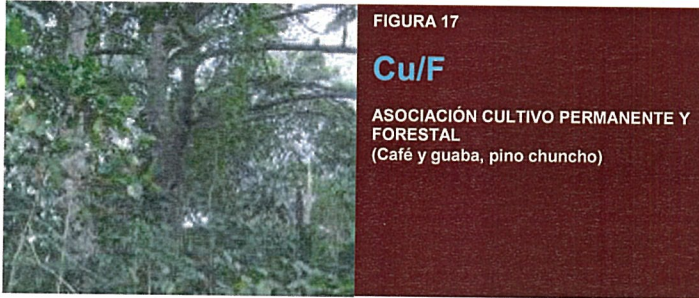 FIGURA 17
Cu/F
ASOCIACIÓN CULTIVO PERMANENTE Y
FORESTAL
(Café y guaba, pino chuncho)